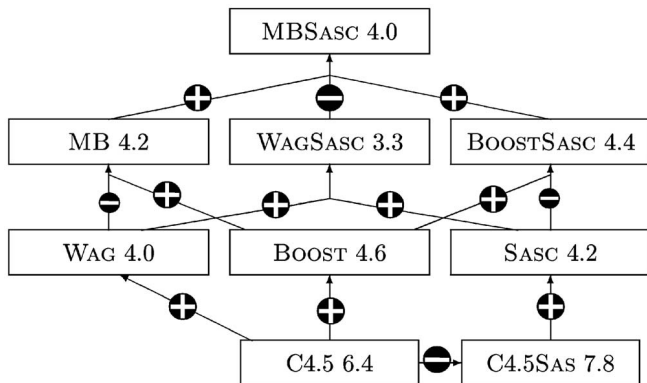 MBSASC 4.0
MB 4.2
WAGSASC 3.3
BOOSTSASC 4.4
WAG 4.0
BOOST 4.6
SASC 4.2
C4.5 6.4
C4.5SAS 7.8